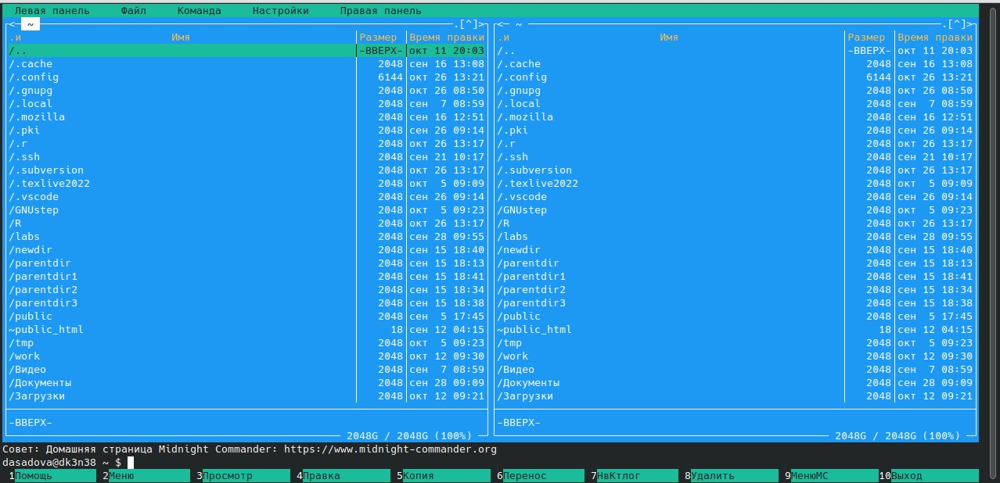 Левая панель Файл Команда Настройки Правая панель
<─ ~ .[^]> <─ ~ .[^]>
.и Имя Размер Время правки .и Имя Размер Время правки
/.. -ВВЕРХ- окт 11 20:03 /.. -ВВЕРХ- окт 11 20:03
/.cache 2048 сен 16 13:08 /.cache 2048 сен 16 13:08
/.config 6144 окт 26 13:21 /.config 6144 окт 26 13:21
/.gnupg 2048 окт 26 08:50 /.gnupg 2048 окт 26 08:50
/.local 2048 сен 7 08:59 /.local 2048 сен 7 08:59
/.mozilla 2048 сен 16 12:51 /.mozilla 2048 сен 16 12:51
/.pki 2048 сен 26 09:14 /.pki 2048 сен 26 09:14
/.r 2048 окт 26 13:17 /.r 2048 окт 26 13:17
/.ssh 2048 сен 21 10:17 /.ssh 2048 сен 21 10:17
/.subversion 2048 окт 26 13:17 /.subversion 2048 окт 26 13:17
/.texlive2022 2048 окт 5 09:09 /.texlive2022 2048 окт 5 09:09
/.vscode 2048 сен 26 09:14 /.vscode 2048 сен 26 09:14
/GNUstep 2048 окт 5 09:23 /GNUstep 2048 окт 5 09:23
/R 2048 окт 26 13:17 /R 2048 окт 26 13:17
/labs 2048 сен 28 09:55 /labs 2048 сен 28 09:55
/newdir 2048 сен 15 18:40 /newdir 2048 сен 15 18:40
/parentdir 2048 сен 15 18:13 /parentdir 2048 сен 15 18:13
/parentdir1 2048 сен 15 18:41 /parentdir1 2048 сен 15 18:41
/parentdir2 2048 сен 15 18:34 /parentdir2 2048 сен 15 18:34
/parentdir3 2048 сен 15 18:38 /parentdir3 2048 сен 15 18:38
/public 2048 сен 5 17:45 /public 2048 сен 5 17:45
~public_html 18 сен 12 04:15 ~public_html 18 сен 12 04:15
/tmp 2048 окт 5 09:23 /tmp 2048 окт 5 09:23
/work 2048 окт 12 09:30 /work 2048 окт 12 09:30
/Видео 2048 сен 7 08:59 /Видео 2048 сен 7 08:59
/Документы 2048 сен 28 09:09 /Документы 2048 сен 28 09:09
/Загрузки 2048 окт 12 09:21 /Загрузки 2048 окт 12 09:21
-ВВЕРХ- -ВВЕРХ-
2048G / 2048G (100%) 2048G / 2048G (100%)
Совет: Домашняя страница Midnight Commander: https://www.midnight-commander.org
dasadova@dk3n38 ~ $
1Помощь 2Меню 3Просмотр 4Правка 5Копия 6Перенос 7НвКтлог 8Удалить 9МенюMC 10Выход